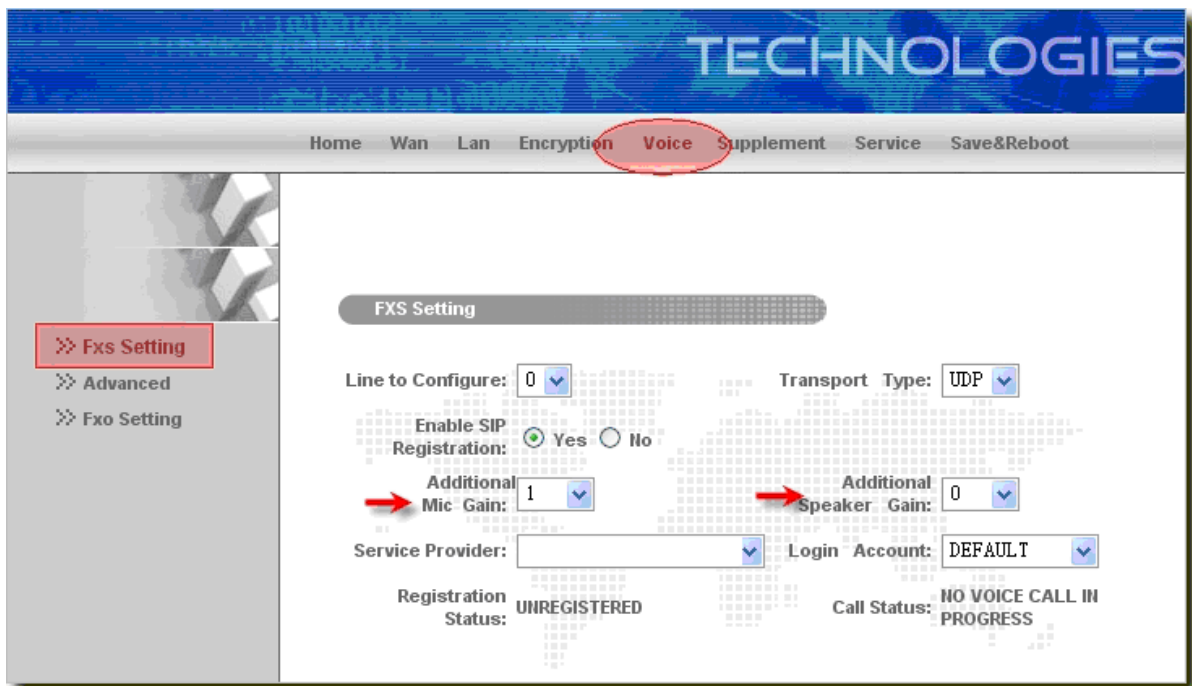 TECHNOLOGIES
Home Wan Lan Encryption Voice Supplement Service Save&Reboot
>> Fxs Setting
>> Advanced
>> Fxo Setting
FXS Setting
Line to Configure: 0 Transport Type: UDP
Enable SIP
Registration: Yes No
Additional
Mic Gain: 1 Additional
Speaker Gain: 0
Service Provider: Login Account: DEFAULT
Registration
Status: UNREGISTERED Call Status: NO VOICE CALL IN
PROGRESS